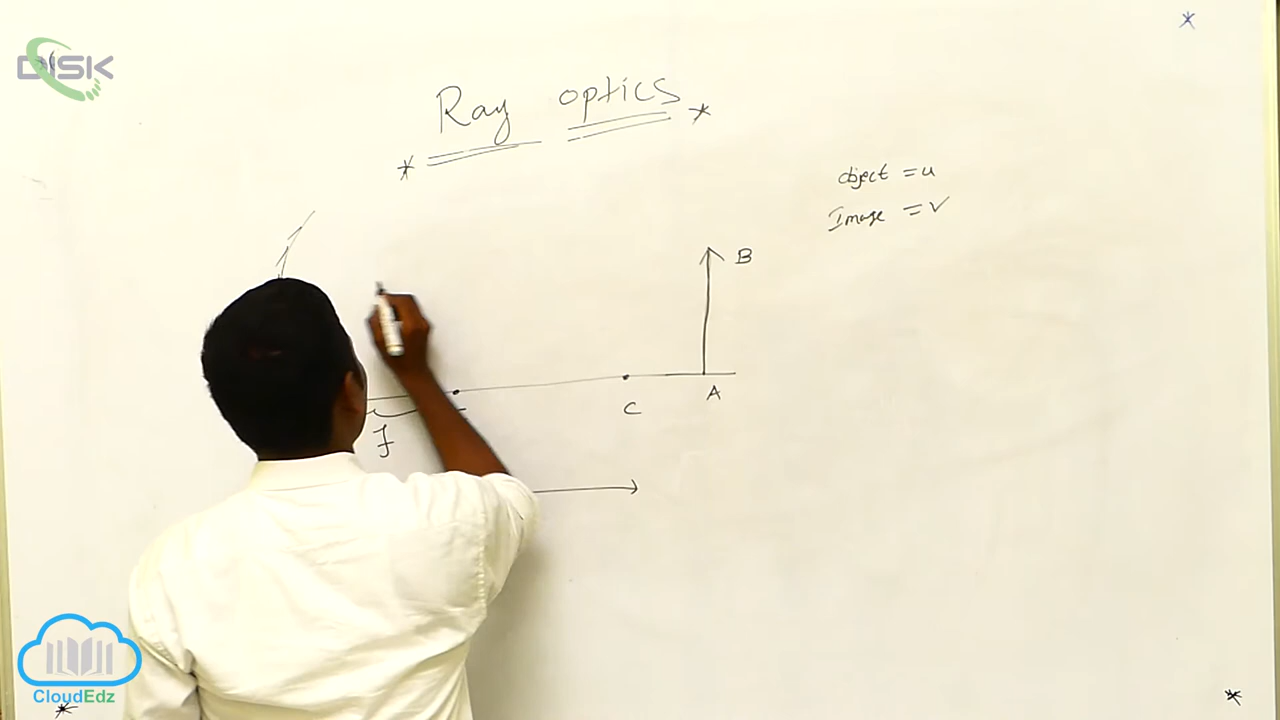 DISK
Ray optics
object = u
Image = v
B
C
A
f
CloudEdz